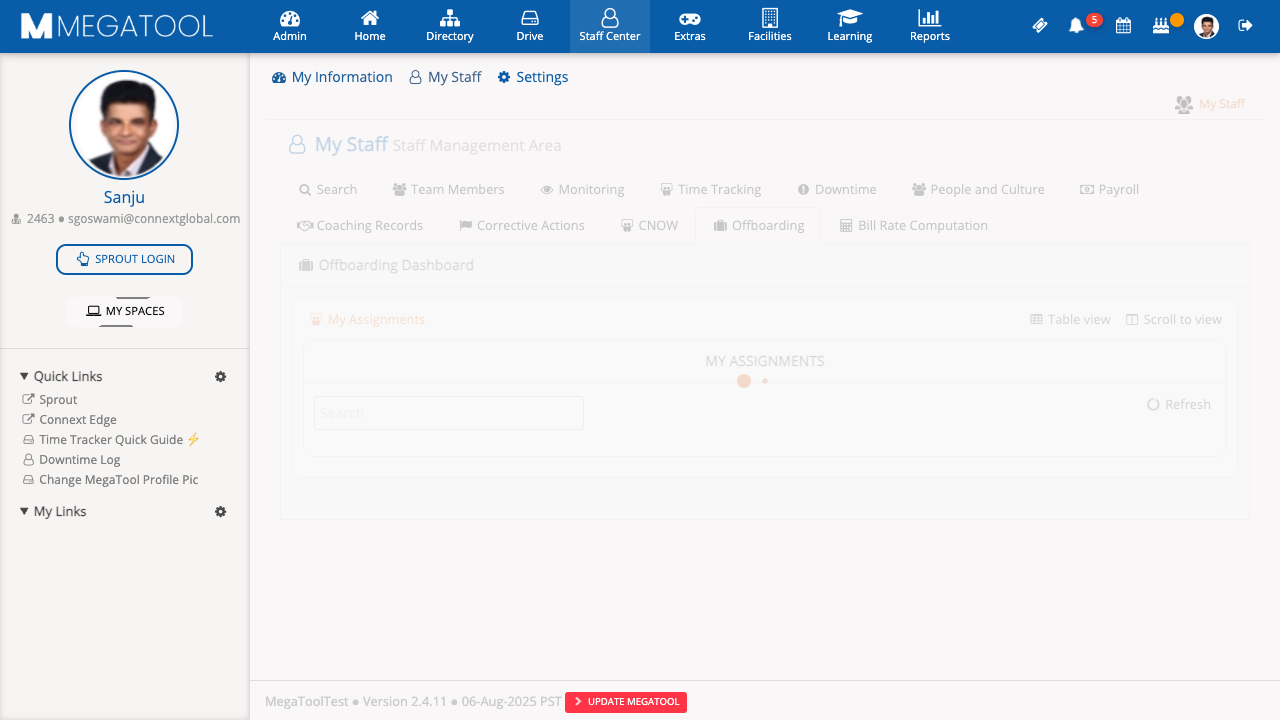 MEGATOOL
Admin
Home
Directory
Drive
Staff Center
Extras
Facilities
Learning
Reports
5
Sanju
2463 ● sgoswami@connextglobal.com
SPROUT LOGIN
MY SPACES
Quick Links
Sprout
Connext Edge
Time Tracker Quick Guide ⚡
Downtime Log
Change MegaTool Profile Pic
My Links
My Information
My Staff
Settings
My Staff
My Staff Staff Management Area
Search
Team Members
Monitoring
Time Tracking
Downtime
People and Culture
Payroll
Coaching Records
Corrective Actions
CNOW
Offboarding
Bill Rate Computation
Offboarding Dashboard
My Assignments
Table view
Scroll to view
MY ASSIGNMENTS
Search
Refresh
MegaToolTest ● Version 2.4.11 ● 06-Aug-2025 PST
UPDATE MEGATOOL